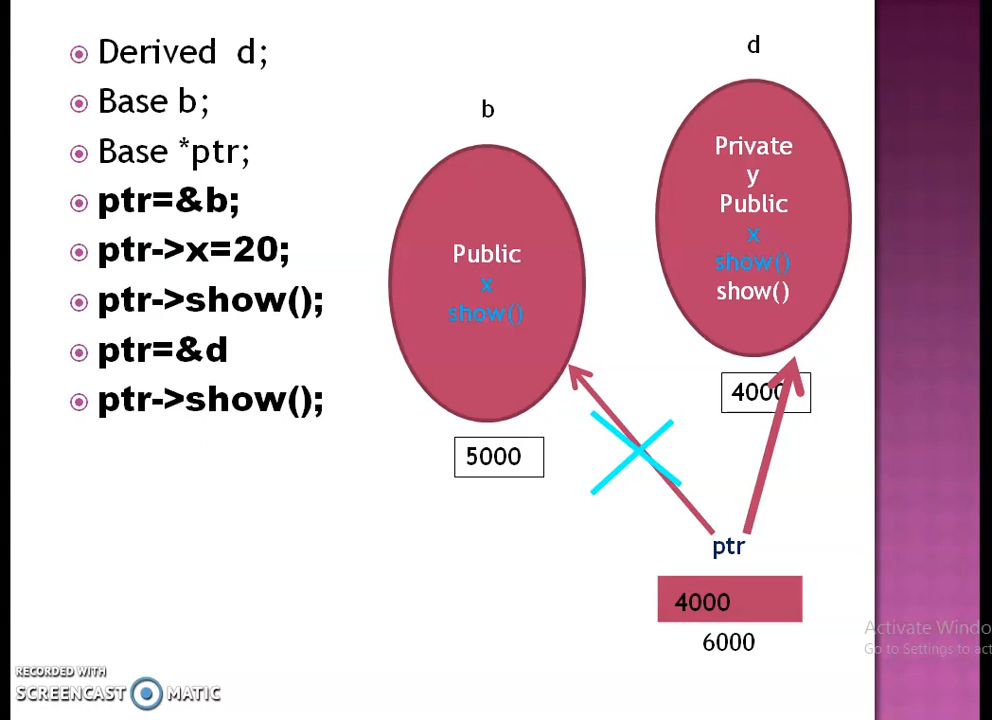 Derived d;
Base b;
Base *ptr;
ptr=&b;
ptr->x=20;
ptr->show();
ptr=&d
ptr->show();
b
Public
x
show()
5000
d
Private
y
Public
x
show()
show()
4000
ptr
4000
6000
Activate Windo
Go to Settings to act
RECORDED WITH
SCREENCAST MATIC